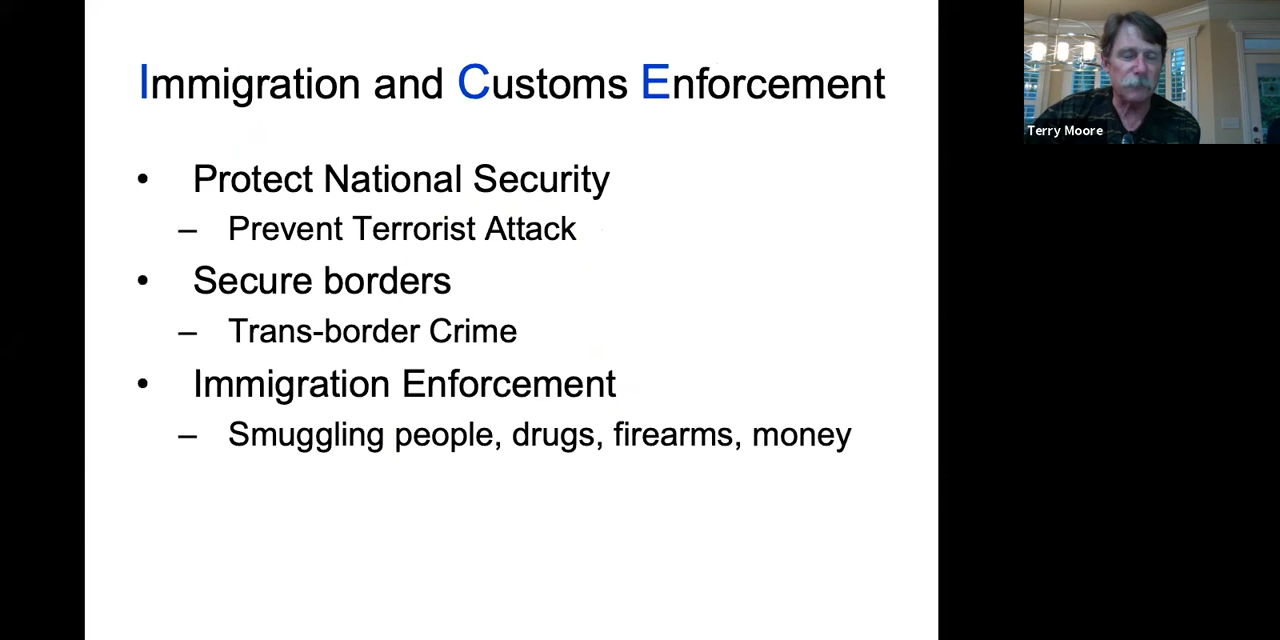 Immigration and Customs Enforcement
• Protect National Security
– Prevent Terrorist Attack
• Secure borders
– Trans-border Crime
• Immigration Enforcement
– Smuggling people, drugs, firearms, money
Terry Moore